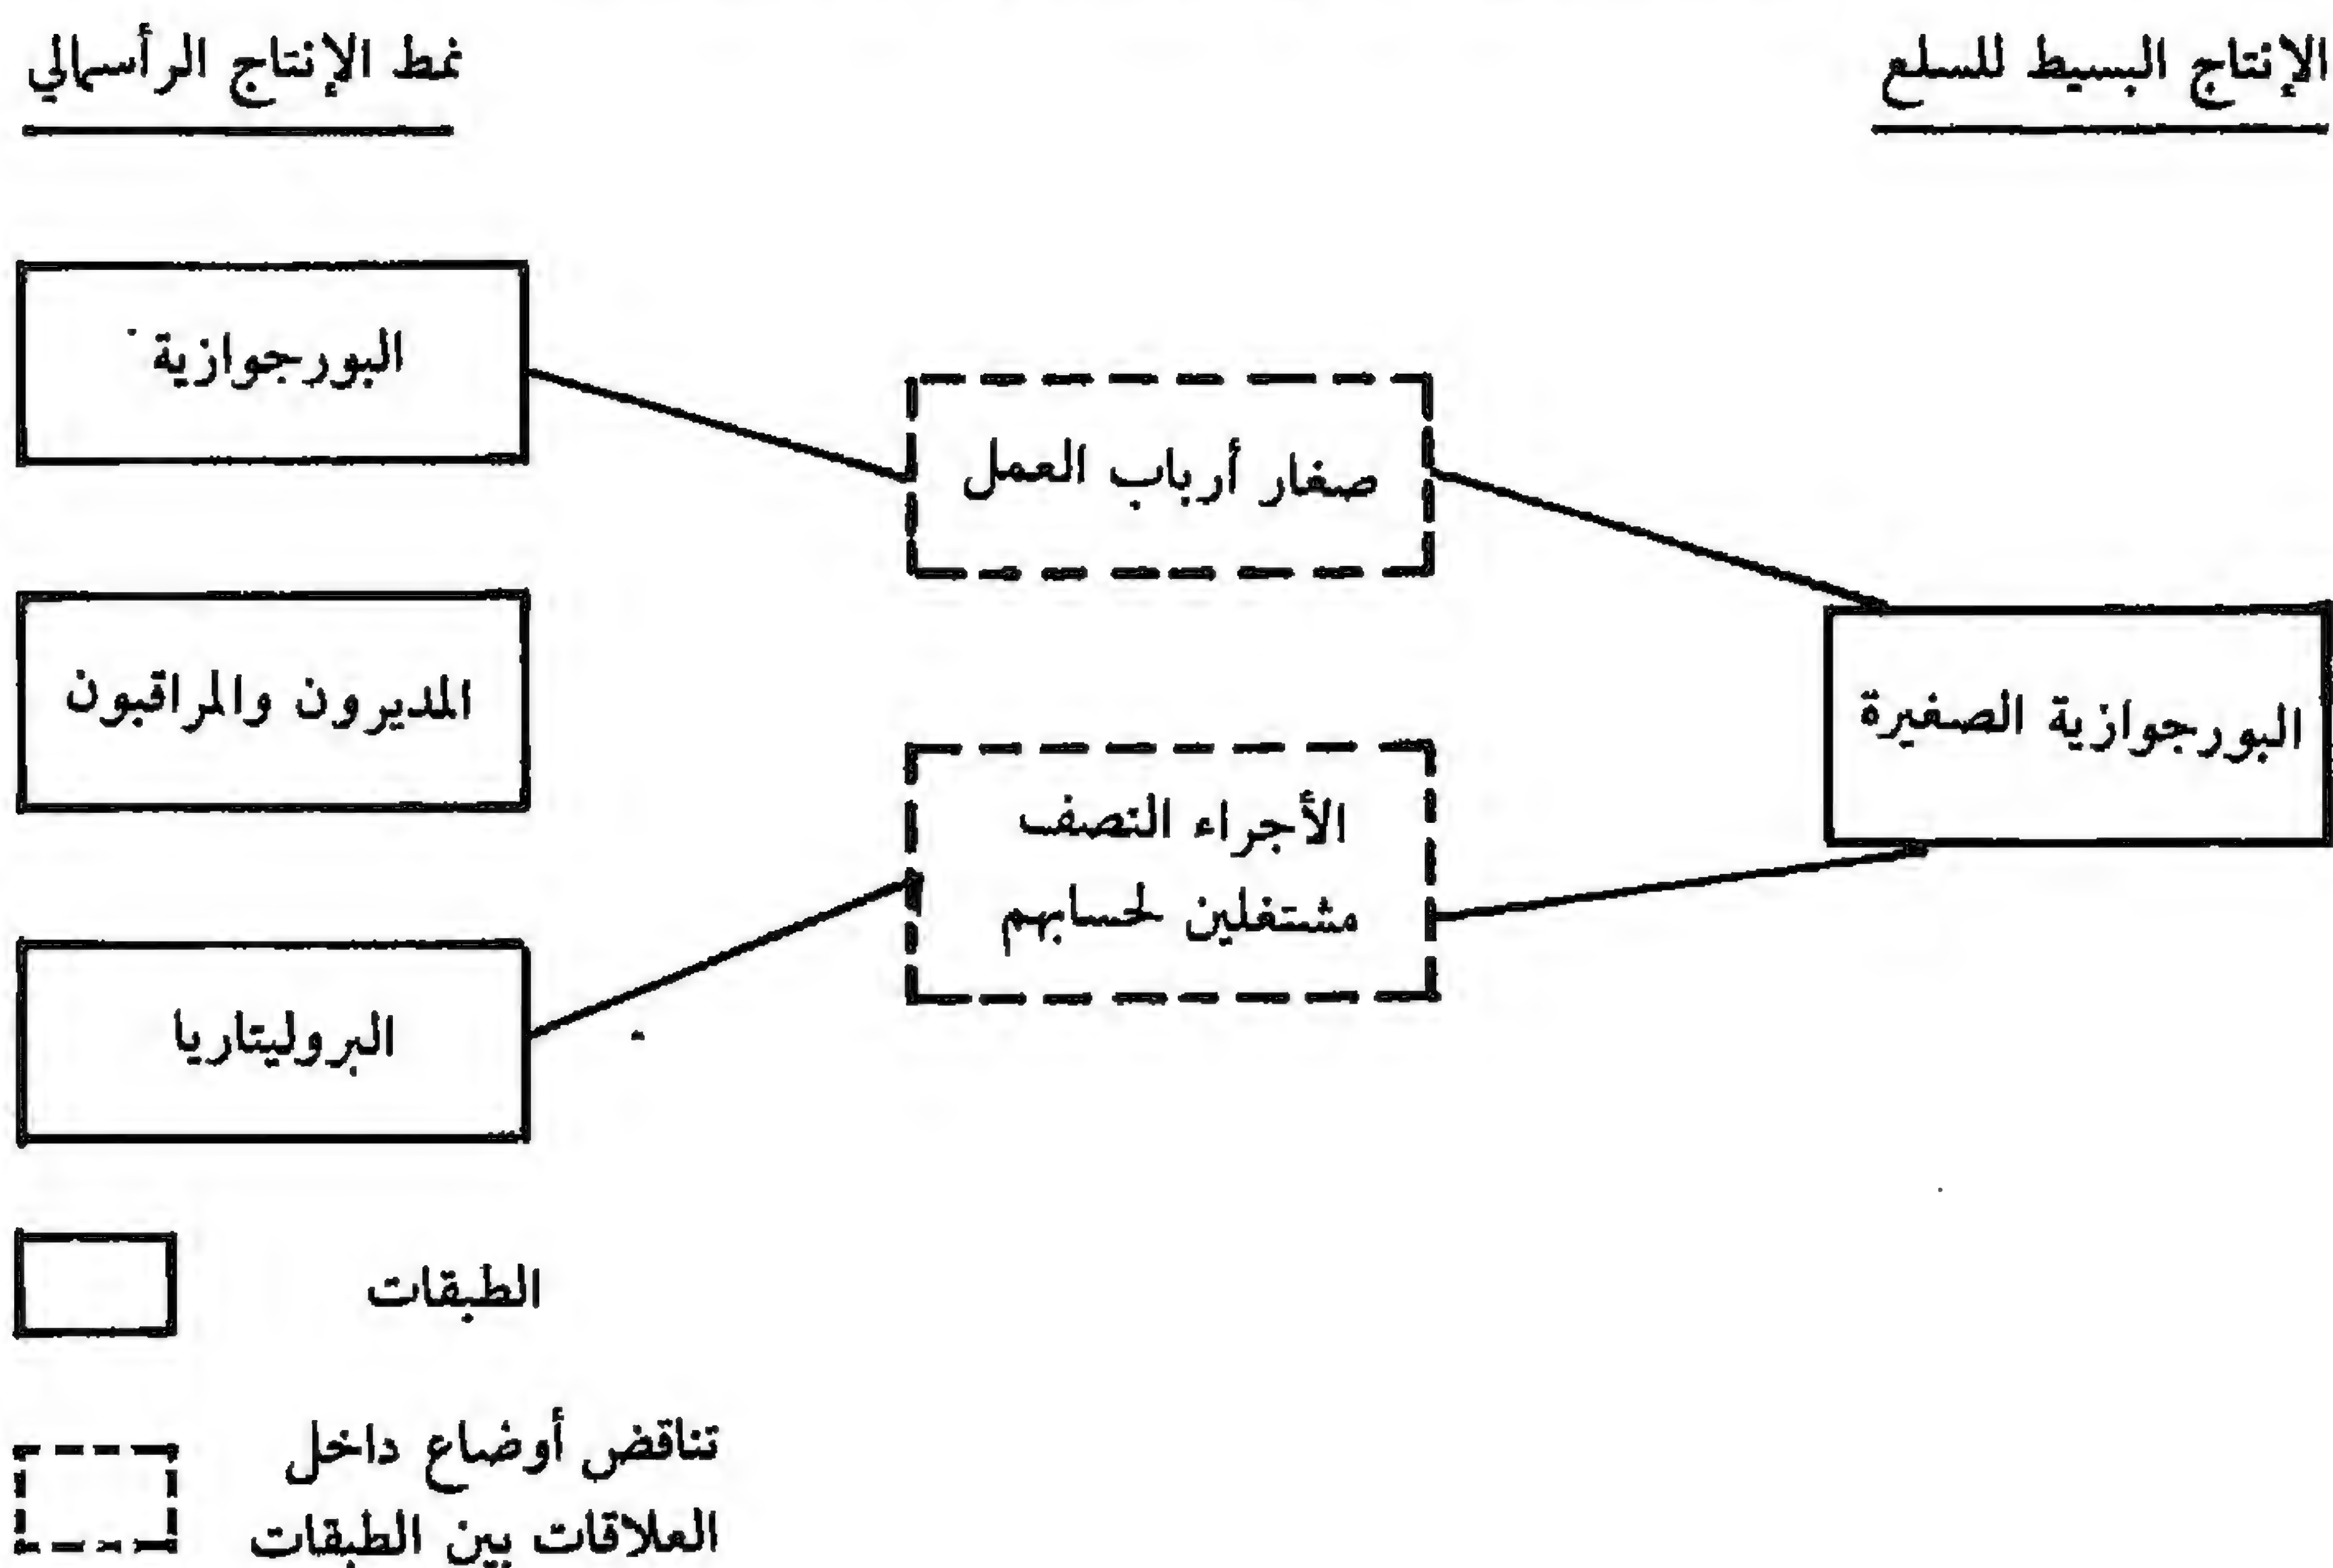 الإنتاج البسيط للسلع
نمط الإنتاج الرأسمالي
البورجوازية
صغار أرباب العمل
المديرون والمراقبون
البورجوازية الصغيرة
الأجراء النصف
مشتغلين لحسابهم
البروليتاريا
الطبقات
تناقض أوضاع داخل
العلاقات بين الطبقات